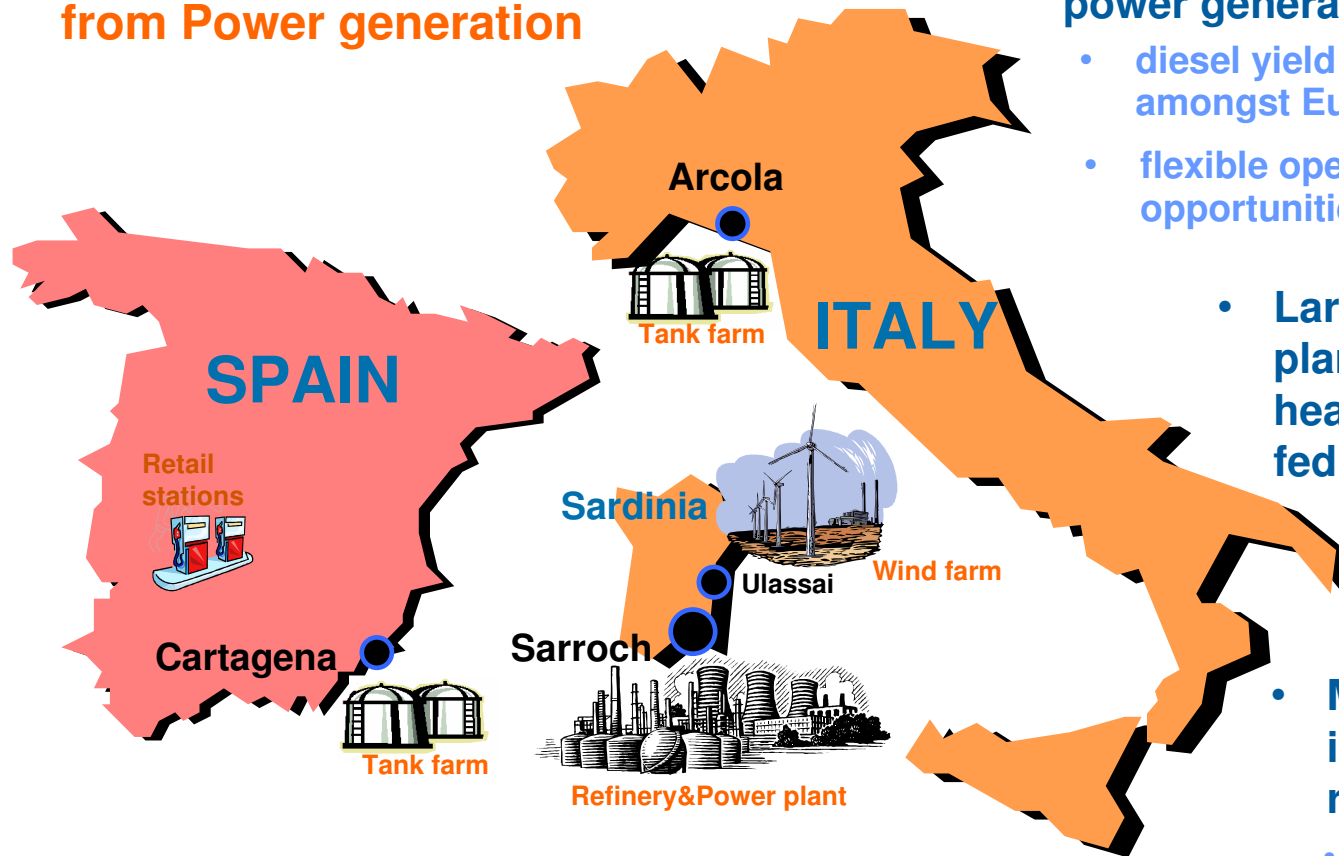 from Power generation
power genera
• diesel yield
amongst Eu
• flexible ope
opportuniti
Arcola
Tank farm
ITALY
• Lar
plan
hea
fed
SPAIN
Retail
stations
Sardinia
Wind farm
Ulassai
Sarroch
Cartagena
Tank farm
Refinery&Power plant
• M
i
r